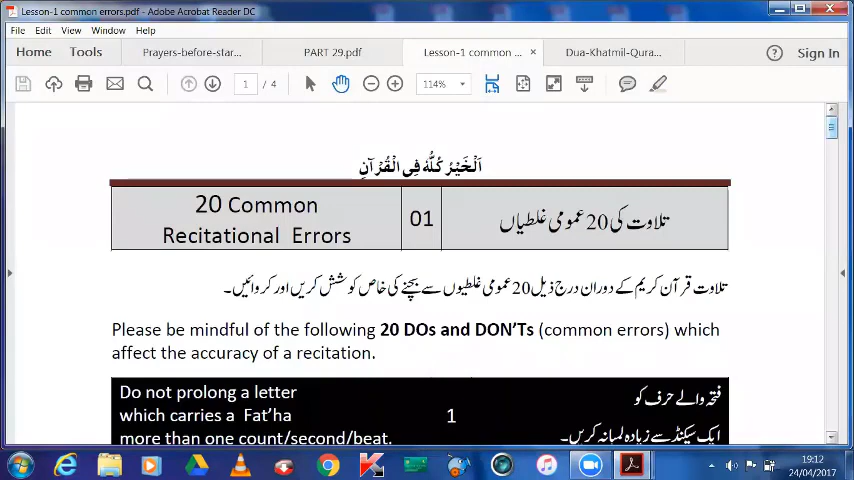 Lesson-1 common errors.pdf - Adobe Acrobat Reader DC
File Edit View Window Help
Home Tools Prayers-before-star... PART 29.pdf Lesson-1 common ... × Dua-Khatmil-Qura... ? Sign In
1 / 4 114%
اَلْخَيْرُ كُلُّهٗ فِی الْقُرْآنِ
20 Common
Recitational Errors
01
تلاوت کی 20 عمومی غلطیاں
تلاوت قرآن کریم کے دوران درج ذیل 20 عمومی غلطیوں سے بچنے کی خاص کوشش کریں اور کروائیں۔
Please be mindful of the following 20 DOs and DON'Ts (common errors) which
affect the accuracy of a recitation.
Do not prolong a letter
which carries a Fat'ha
more than one count/second/beat.
1
فتحہ والے حرف کو
ایک سیکنڈ سے زیادہ لمبا نہ کریں۔
19:12
24/04/2017